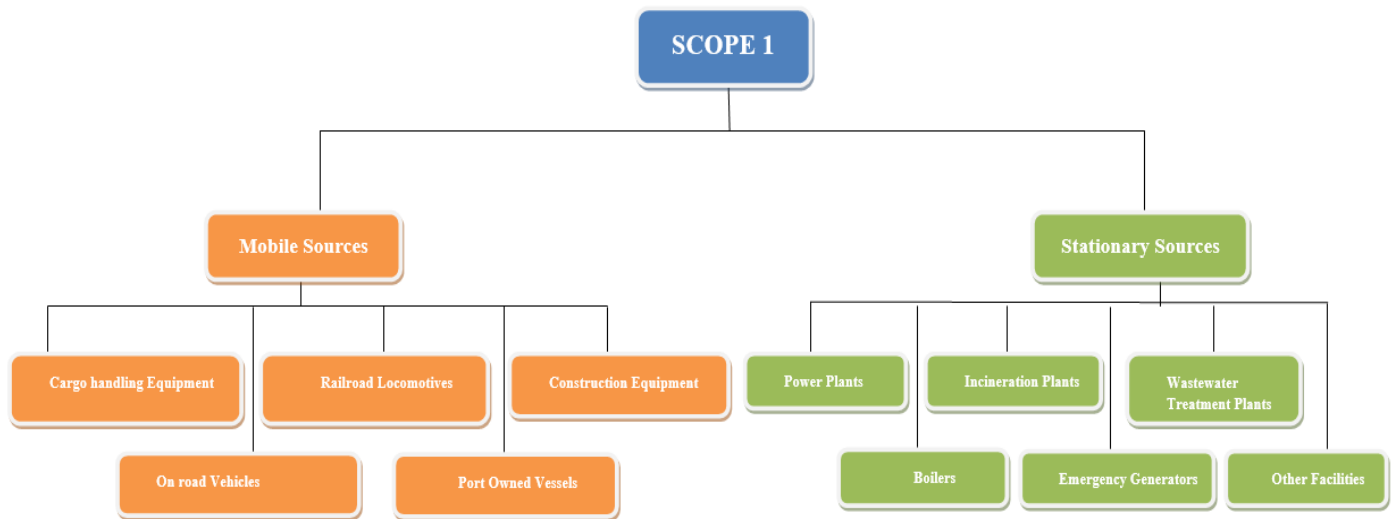 SCOPE 1
Mobile Sources
Stationary Sources
Cargo handling Equipment
Railroad Locomotives
Construction Equipment
On road Vehicles
Port Owned Vessels
Power Plants
Incineration Plants
Wastewater
Treatment Plants
Boilers
Emergency Generators
Other Facilities